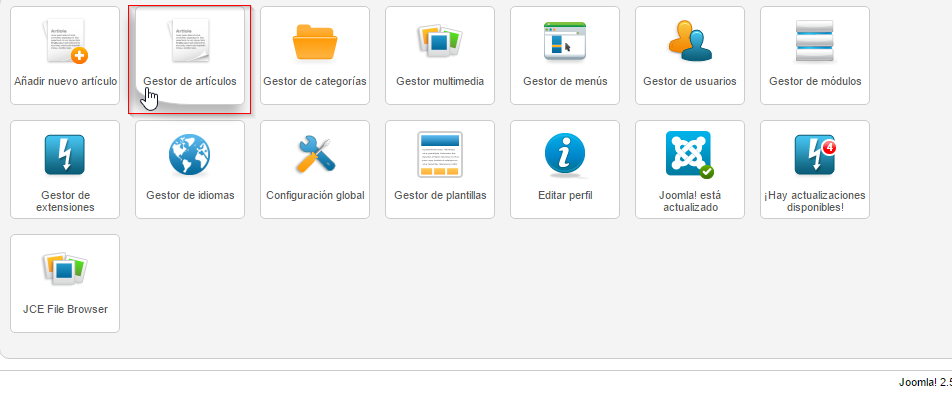 Añadir nuevo artículo
Gestor de artículos
Gestor de categorías
Gestor multimedia
Gestor de menús
Gestor de usuarios
Gestor de módulos
Gestor de
extensiones
Gestor de idiomas
Configuración global
Gestor de plantillas
Editar perfil
Joomla! está
actualizado
4
¡Hay actualizaciones
disponibles!
JCE File Browser
Joomla! 2.5